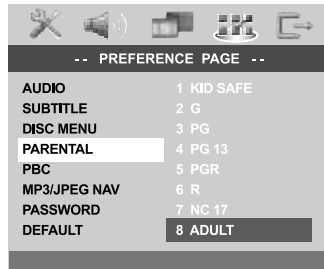 -- PREFERENCE PAGE --
AUDIO 1 KID SAFE
SUBTITLE 2 G
DISC MENU 3 PG
PARENTAL 4 PG 13
PBC 5 PGR
MP3/JPEG NAV 6 R
PASSWORD 7 NC 17
DEFAULT 8 ADULT